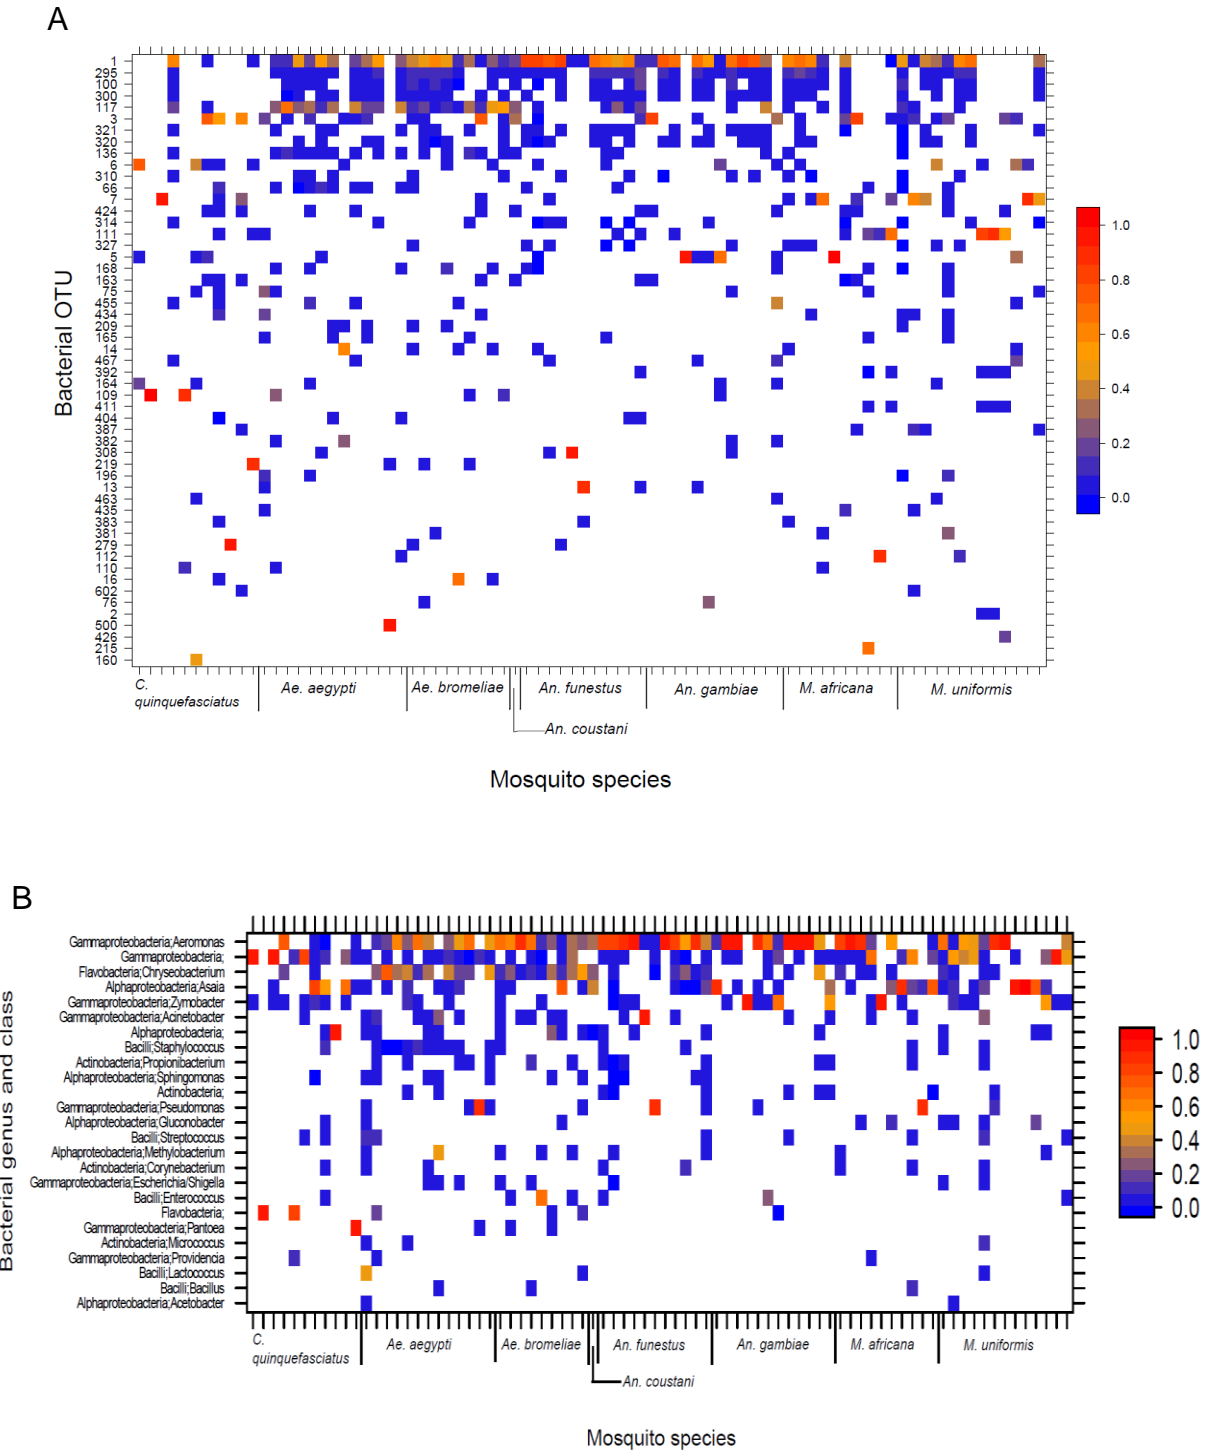 A
Bacterial OTU
1
295
100
300
117
3
321
320
136
6
310
66
7
424
314
111
327
5
168
163
75
455
434
209
165
14
467
392
164
109
411
404
387
382
308
219
196
13
463
435
383
381
279
112
110
16
602
76
2
500
426
215
160
1.0
0.8
0.6
0.4
0.2
0.0
C.
quinquefasciatus
Ae. aegypti
Ae. bromeliae
An. funestus
An. gambiae
M. africana
M. uniformis
An. coustani
Mosquito species
B
Bacterial genus and class
Gammaproteobacteria;Aeromonas
Gammaproteobacteria;
Flavobacteria;Chryseobacterium
Alphaproteobacteria;Asaia
Gammaproteobacteria;Zymobacter
Gammaproteobacteria;Acinetobacter
Alphaproteobacteria;
Bacilli;Staphylococcus
Actinobacteria;Propionibacterium
Alphaproteobacteria;Sphingomonas
Actinobacteria;
Gammaproteobacteria;Pseudomonas
Alphaproteobacteria;Gluconobacter
Bacilli;Streptococcus
Alphaproteobacteria;Methylobacterium
Actinobacteria;Corynebacterium
Gammaproteobacteria;Escherichia/Shigella
Bacilli;Enterococcus
Flavobacteria;
Gammaproteobacteria;Pantoea
Actinobacteria;Micrococcus
Gammaproteobacteria;Providencia
Bacilli;Lactococcus
Bacilli;Bacillus
Alphaproteobacteria;Acetobacter
1.0
0.8
0.6
0.4
0.2
0.0
C.
quinquefasciatus
Ae. aegypti
Ae. bromeliae
An. funestus
An. gambiae
M. africana
M. uniformis
An. coustani
Mosquito species